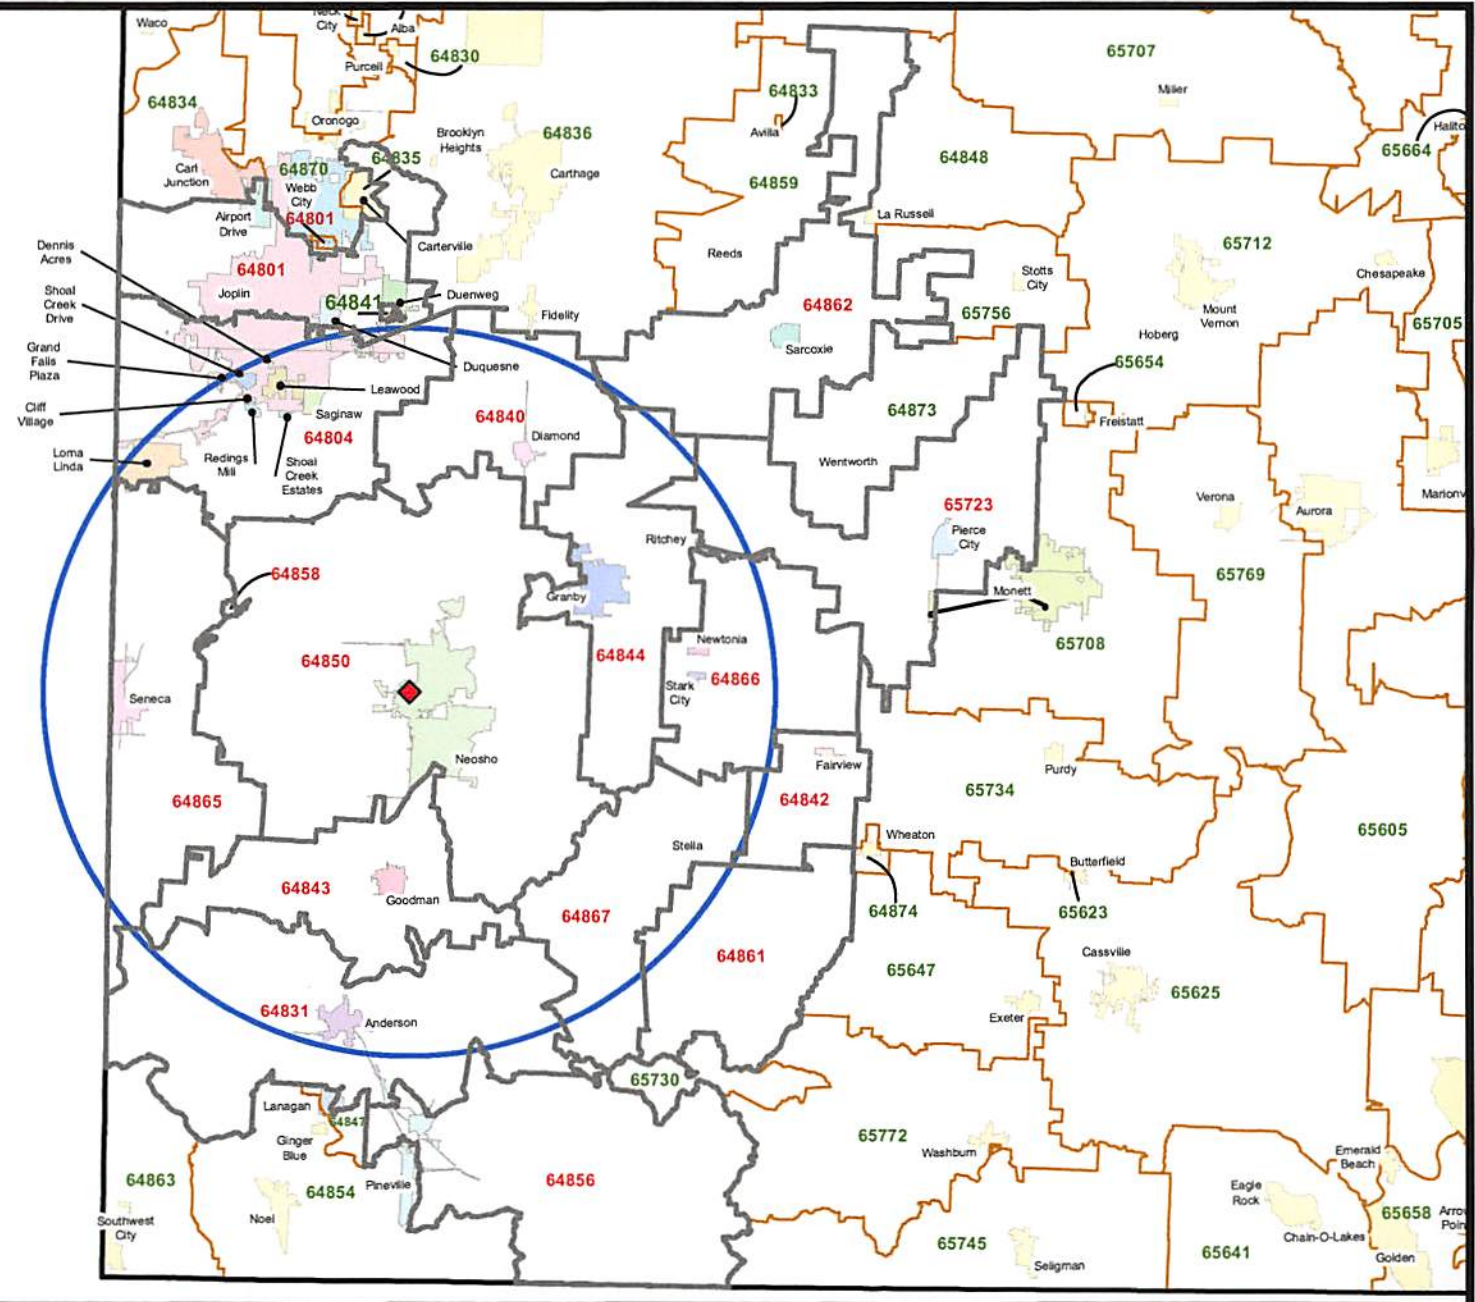 Waco
Neck
City
Alba
64830
Purcell
65707
Miller
64834
64833
Oronogo
Avilla
Brooklyn
Heights
64836
65664
64835
64848
Carl
Junction
64870
Carthage
64859
Webb
City
Airport
Drive
64801
La Russell
Dennis
Acres
Carterville
Reeds
65712
64801
Chesapeake
Shoal
Creek
Drive
Joplin
64841
Duenweg
Stotts
City
64862
65756
Fidelity
Mount
Vernon
65705
Hoberg
Sarcoxie
Grand
Falls
Plaza
Duquesne
65654
Leawood
Cliff
Village
Saginaw
64840
64873
Freistatt
64804
Diamond
Loma
Linda
Redings
Mill
Shoal
Creek
Estates
Wentworth
Verona
Aurora
Marionv
65723
Pierce
City
Ritchey
64858
65769
Granby
Monett
64850
Newtonia
64844
65708
64866
Stark
City
Seneca
Neosho
Fairview
Purdy
64865
64842
65734
65605
Stella
Wheaton
Butterfield
64843
Goodman
64867
64874
65623
64861
Cassville
65647
65625
64831
Anderson
Exeter
65730
Lanagan
64847
Ginger
Blue
65772
Washburn
Emerald
Beach
64863
64854
Pineville
64856
Eagle
Rock
Southwest
City
Noel
65658
Chain-O-Lakes
65745
65641
Golden
Seligman